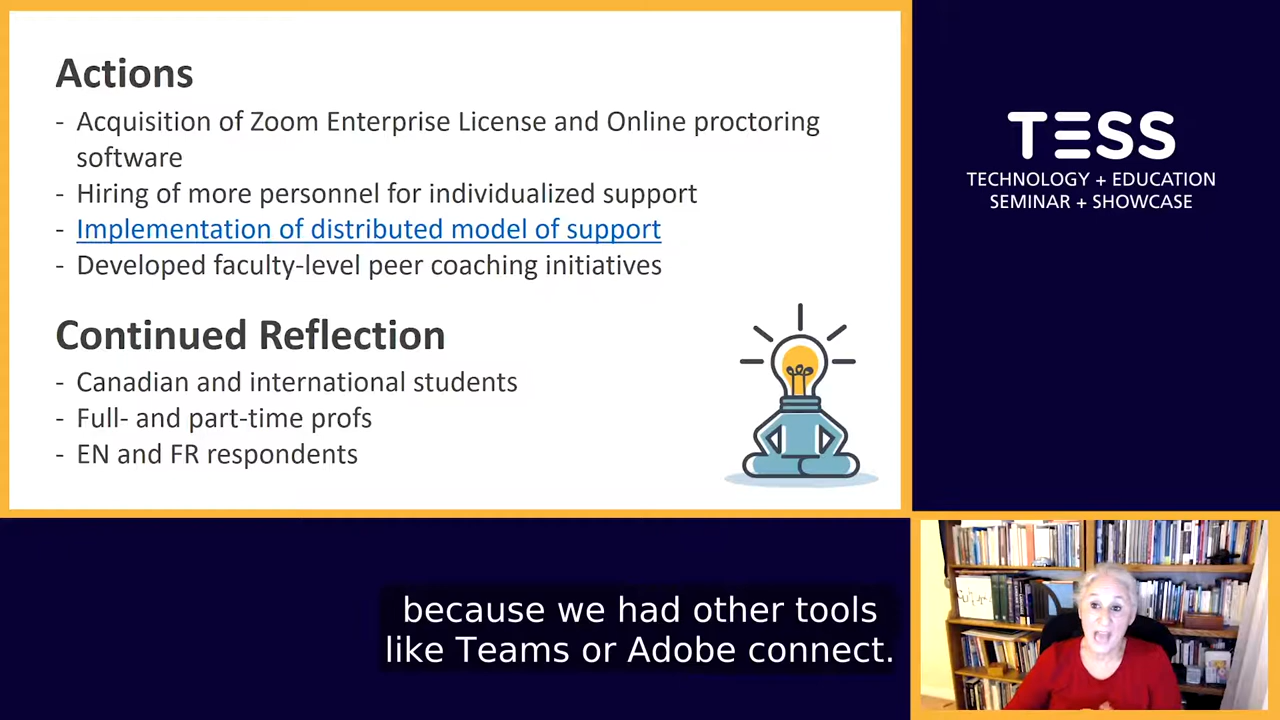 Actions
- Acquisition of Zoom Enterprise License and Online proctoring
software
- Hiring of more personnel for individualized support
- Implementation of distributed model of support
- Developed faculty-level peer coaching initiatives
Continued Reflection
- Canadian and international students
- Full- and part-time profs
- EN and FR respondents
TESS
TECHNOLOGY + EDUCATION
SEMINAR + SHOWCASE
because we had other tools
like Teams or Adobe connect.